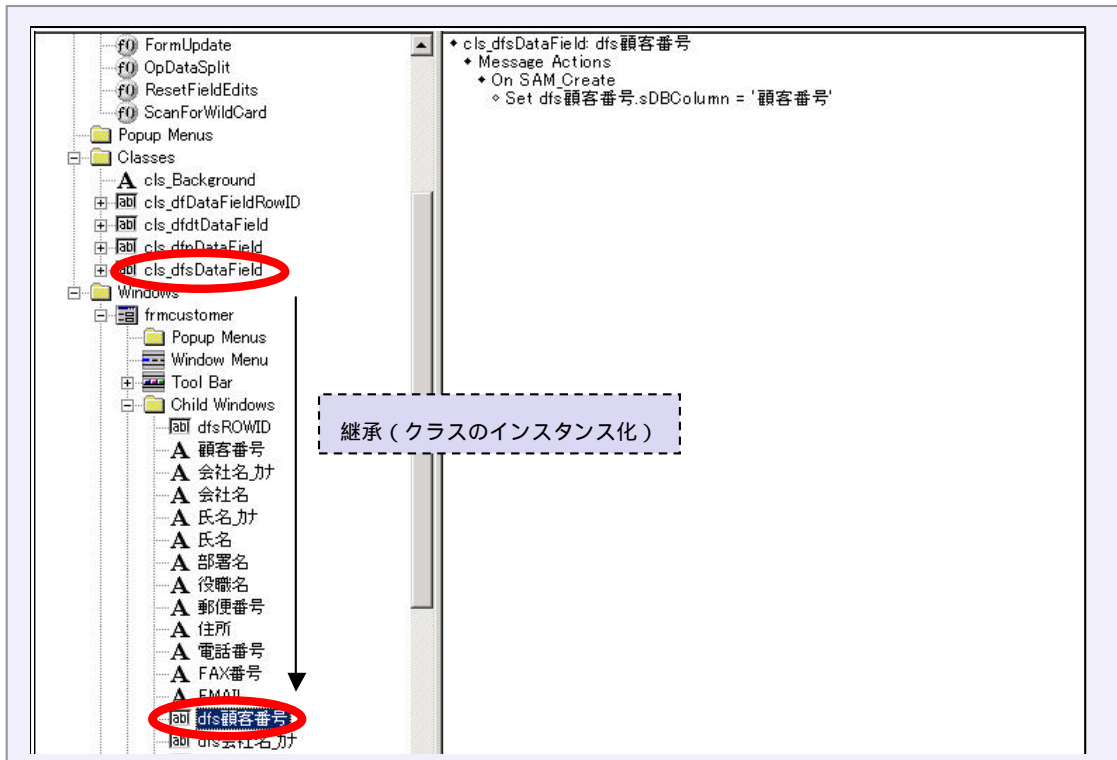 FormUpdate
OpDataSplit
ResetFieldEdits
ScanForWildCard
Popup Menus
Classes
cls_Background
cls_dfDataFieldRowID
cls_dfdtDataField
cls_dfnDataField
cls_dfsDataField
Windows
frmcustomer
Popup Menus
Window Menu
Tool Bar
Child Windows
dfsROWID
顧客番号
会社名_カナ
会社名
氏名_カナ
氏名
部署名
役職名
郵便番号
住所
電話番号
FAX番号
EMAIL
dfs顧客番号
dfs会社名_カナ
継承（クラスのインスタンス化）
cls_dfsDataField: dfs顧客番号
Message Actions
On SAM_Create
Set dfs顧客番号.sDBColumn = '顧客番号'